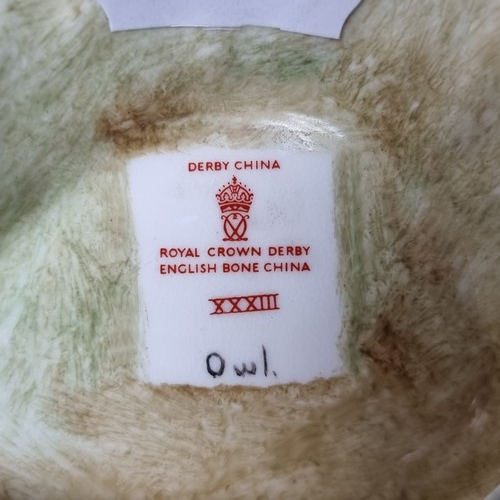 DERBY CHINA
ROYAL CROWN DERBY
ENGLISH BONE CHINA
XXXIII
Owl.